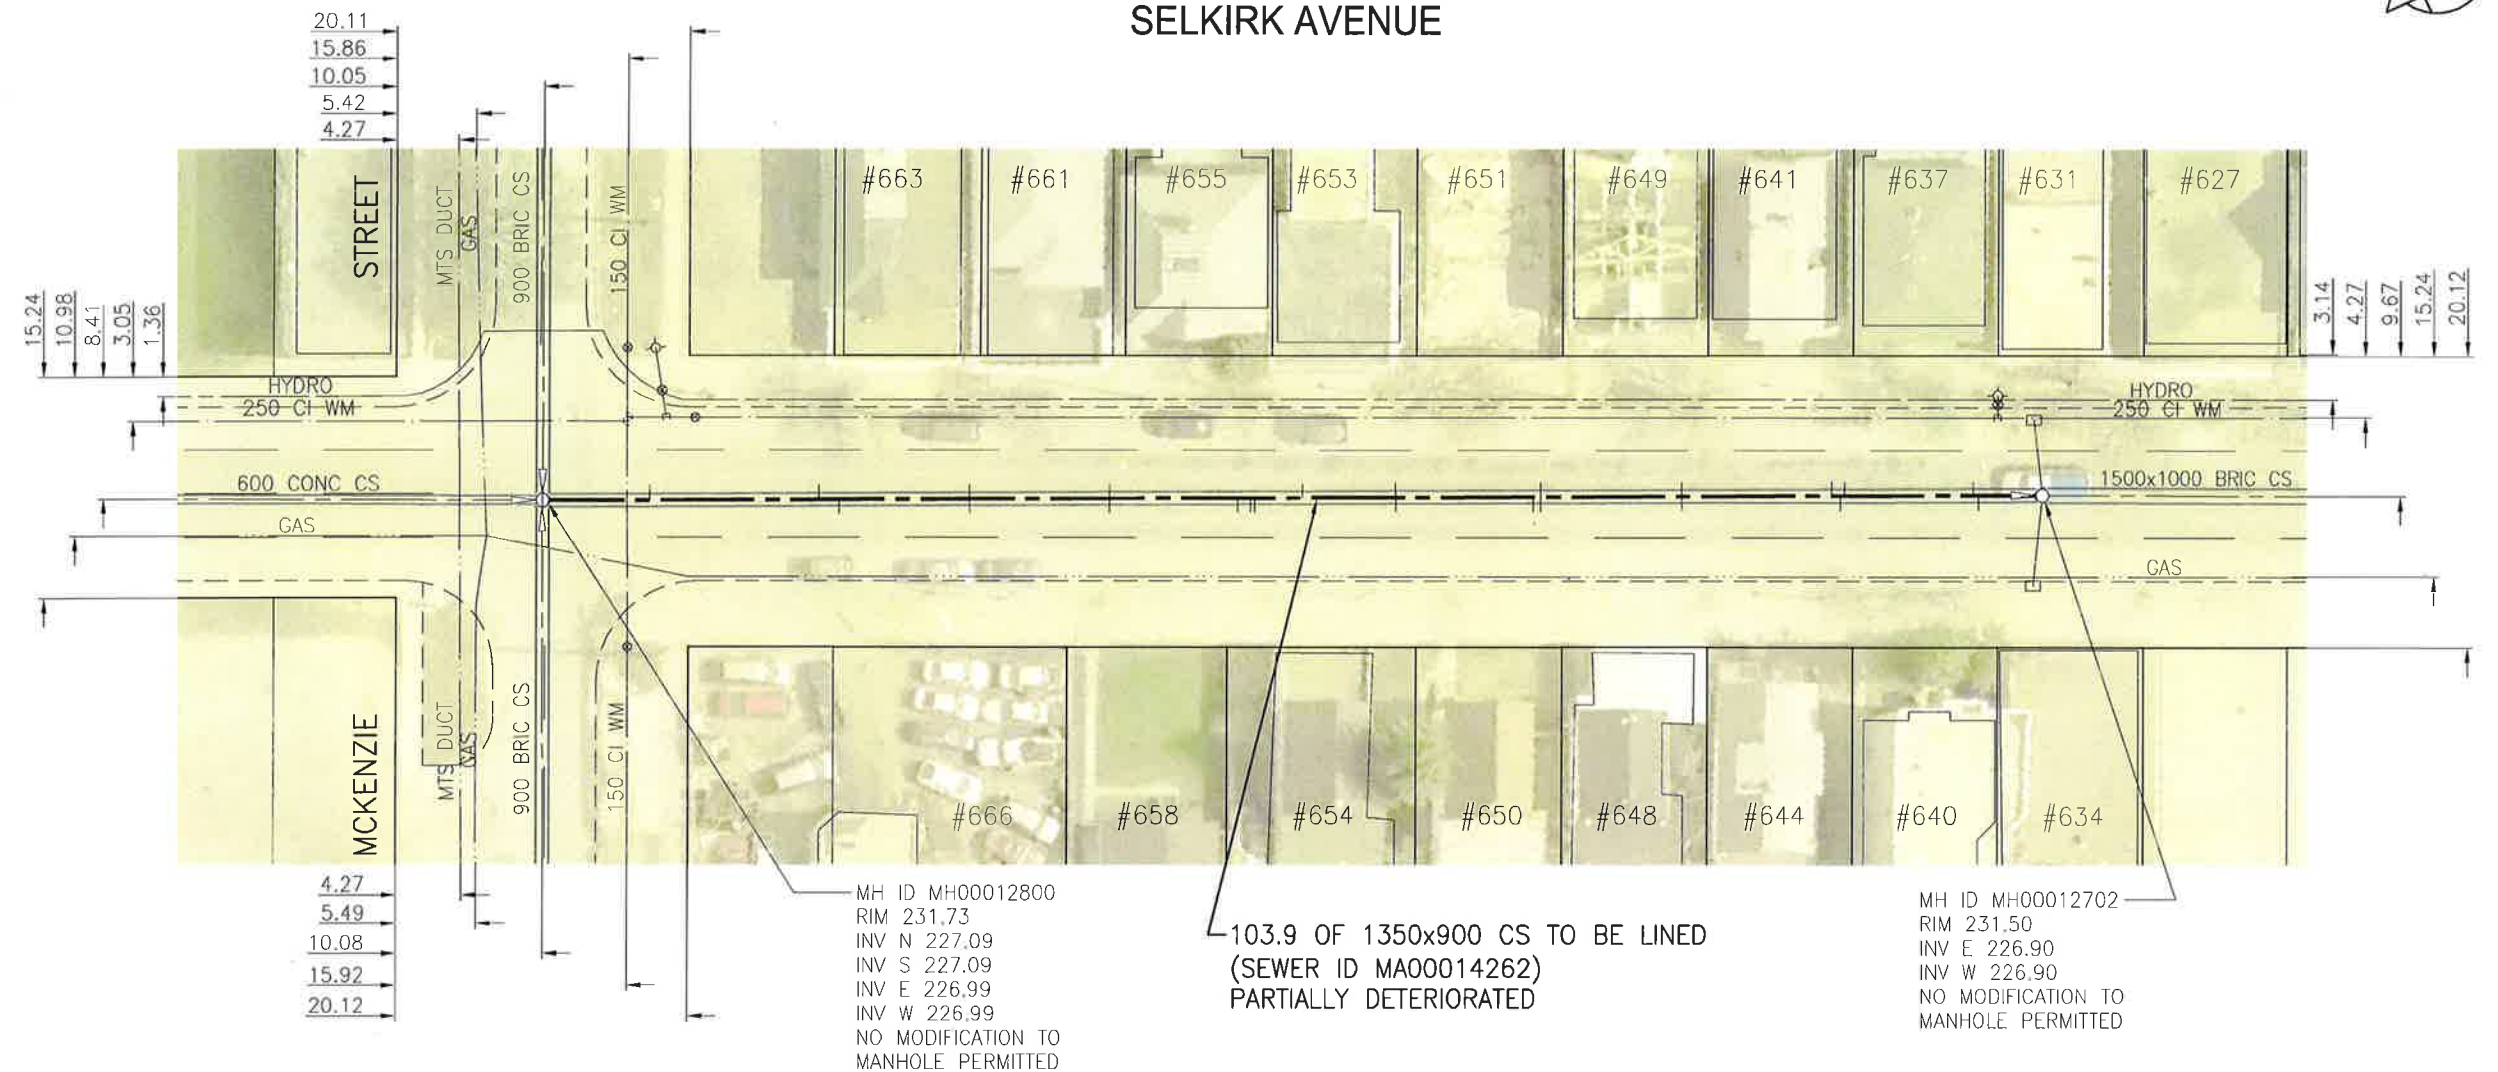 SELKIRK AVENUE
20.11
15.86
10.05
5.42
4.27
STREET
MTS DUCT
GAS
900 BRIC CS
150 CI WM
#663
#661
#655
#653
#651
#649
#641
#637
#631
#627
15.24
10.98
8.41
3.05
1.36
3.14
4.27
9.67
15.24
20.12
HYDRO
250 CI WM
HYDRO
250 CI WM
600 CONC CS
1500x1000 BRIC CS
GAS
GAS
MCKENZIE
MTS DUCT
GAS
900 BRIC CS
150 CI WM
#666
#658
#654
#650
#648
#644
#640
#634
4.27
5.49
10.08
15.92
20.12
MH ID MH00012800
RIM 231.73
INV N 227.09
INV S 227.09
INV E 226.99
INV W 226.99
NO MODIFICATION TO
MANHOLE PERMITTED
103.9 OF 1350x900 CS TO BE LINED
(SEWER ID MA00014262)
PARTIALLY DETERIORATED
MH ID MH00012702
RIM 231.50
INV E 226.90
INV W 226.90
NO MODIFICATION TO
MANHOLE PERMITTED